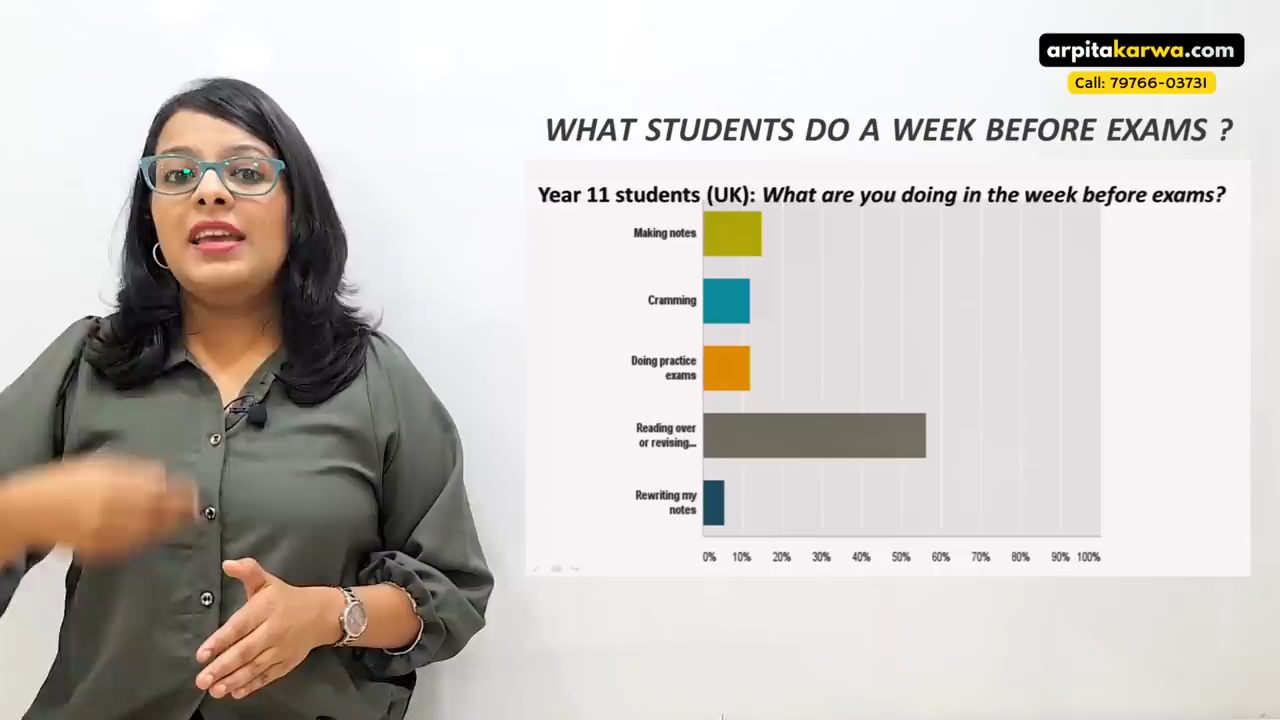 arpitakarwa.com
Call: 79766-03731
WHAT STUDENTS DO A WEEK BEFORE EXAMS ?
Year 11 students (UK): What are you doing in the week before exams?
Making notes
Cramming
Doing practice
exams
Reading over
or revising...
Rewriting my
notes
0% 10% 20% 30% 40% 50% 60% 70% 80% 90% 100%